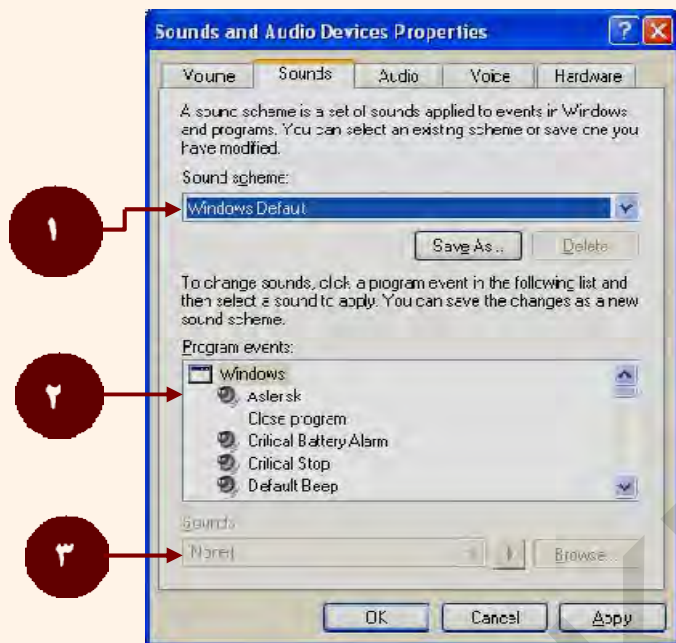 Sounds and Audio Devices Properties
Volume Sounds Audio Voice Hardware
A sound scheme is a set of sounds applied to events in Windows
and programs. You can select an existing scheme or save one you
have modified.
Sound scheme:
١
Windows Default
Save As... Delete
To change sounds, click a program event in the following list and
then select a sound to apply. You can save the changes as a new
sound scheme.
Program events:
Windows
٢
Asterisk
Close program
Critical Battery Alarm
Critical Stop
Default Beep
Sounds:
٣
(None) Browse...
OK Cancel Apply